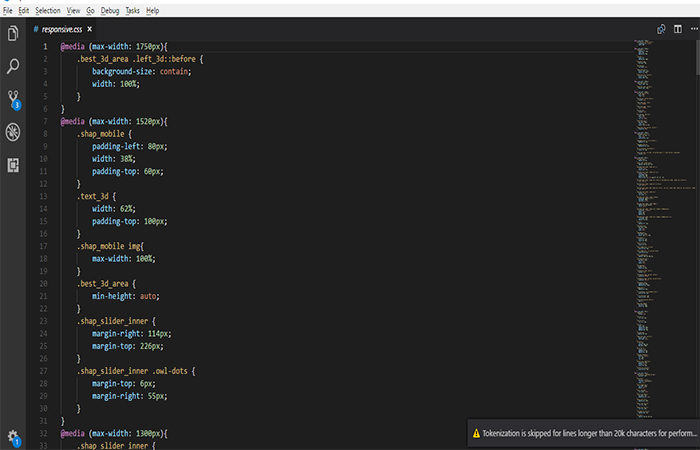 File Edit Selection View Go Debug Tasks Help
# responsive.css ×
1 @media (max-width: 1750px){
2 .best_3d_area .left_3d::before {
3 background-size: contain;
4 width: 100%;
5 }
6 }
7 @media (max-width: 1520px){
8 .shap_mobile {
9 padding-left: 80px;
10 width: 38%;
11 padding-top: 60px;
12 }
13 .text_3d {
14 width: 62%;
15 padding-top: 100px;
16 }
17 .shap_mobile img{
18 max-width: 100%;
19 }
20 .best_3d_area {
21 min-height: auto;
22 }
23 .shap_slider_inner {
24 margin-right: 114px;
25 margin-top: 226px;
26 }
27 .shap_slider_inner .owl-dots {
28 margin-top: 6px;
29 margin-right: 55px;
30 }
31 }
32 @media (max-width: 1300px){
33 .shap_slider_inner {
3
1
Tokenization is skipped for lines longer than 20k characters for perform...